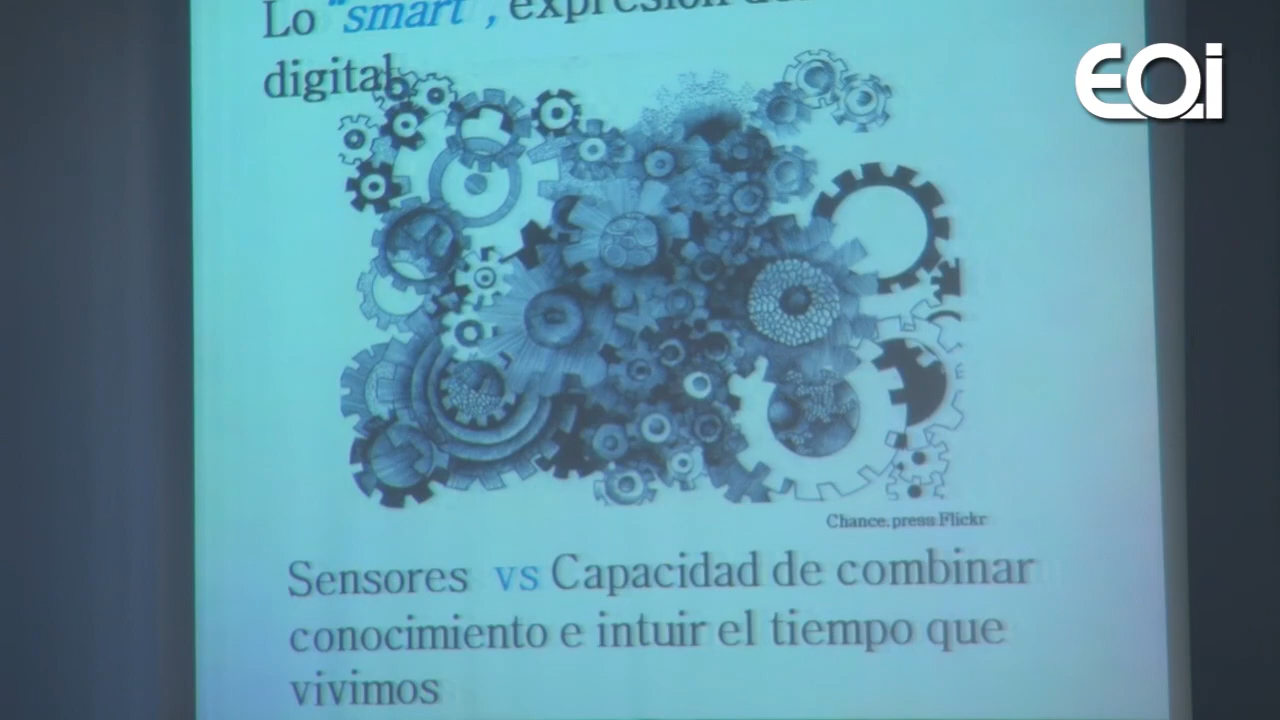 Lo "smart", expresión
digital
EOi
Chance.press Flickr
Sensores vs Capacidad de combinar
conocimiento e intuir el tiempo que
vivimos